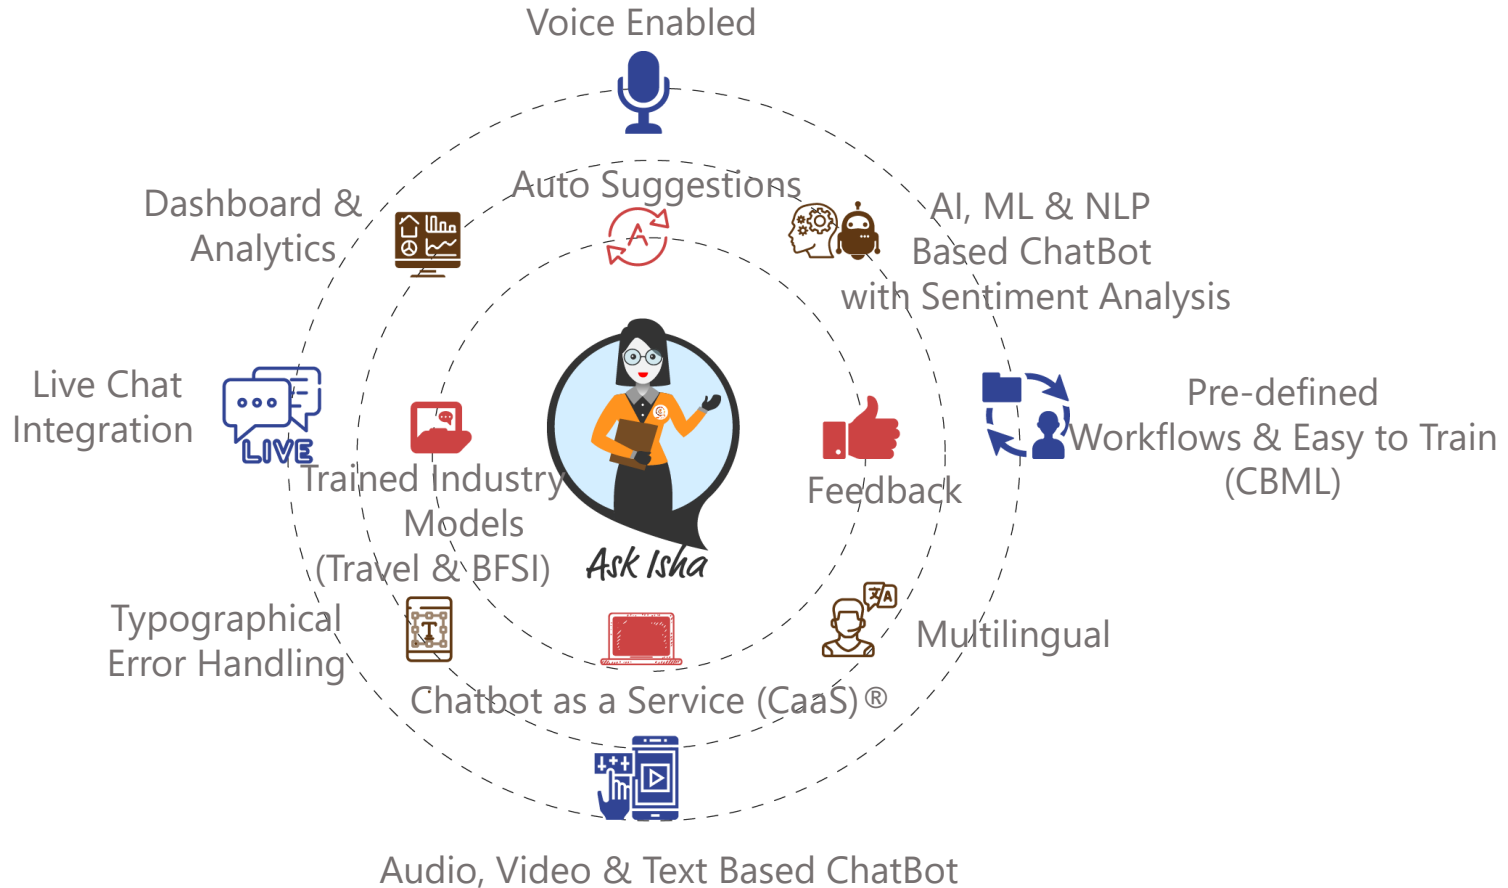 Voice Enabled
Auto Suggestions
Dashboard &
Analytics
AI, ML & NLP
Based ChatBot
with Sentiment Analysis
Live Chat
Integration
LIVE
Pre-defined
Workflows & Easy to Train
(CBML)
Trained Industry
Models
(Travel & BFSI)
Feedback
Ask Isha
Typographical
Error Handling
T
文/A
Multilingual
Chatbot as a Service (CaaS)®
Audio, Video & Text Based ChatBot